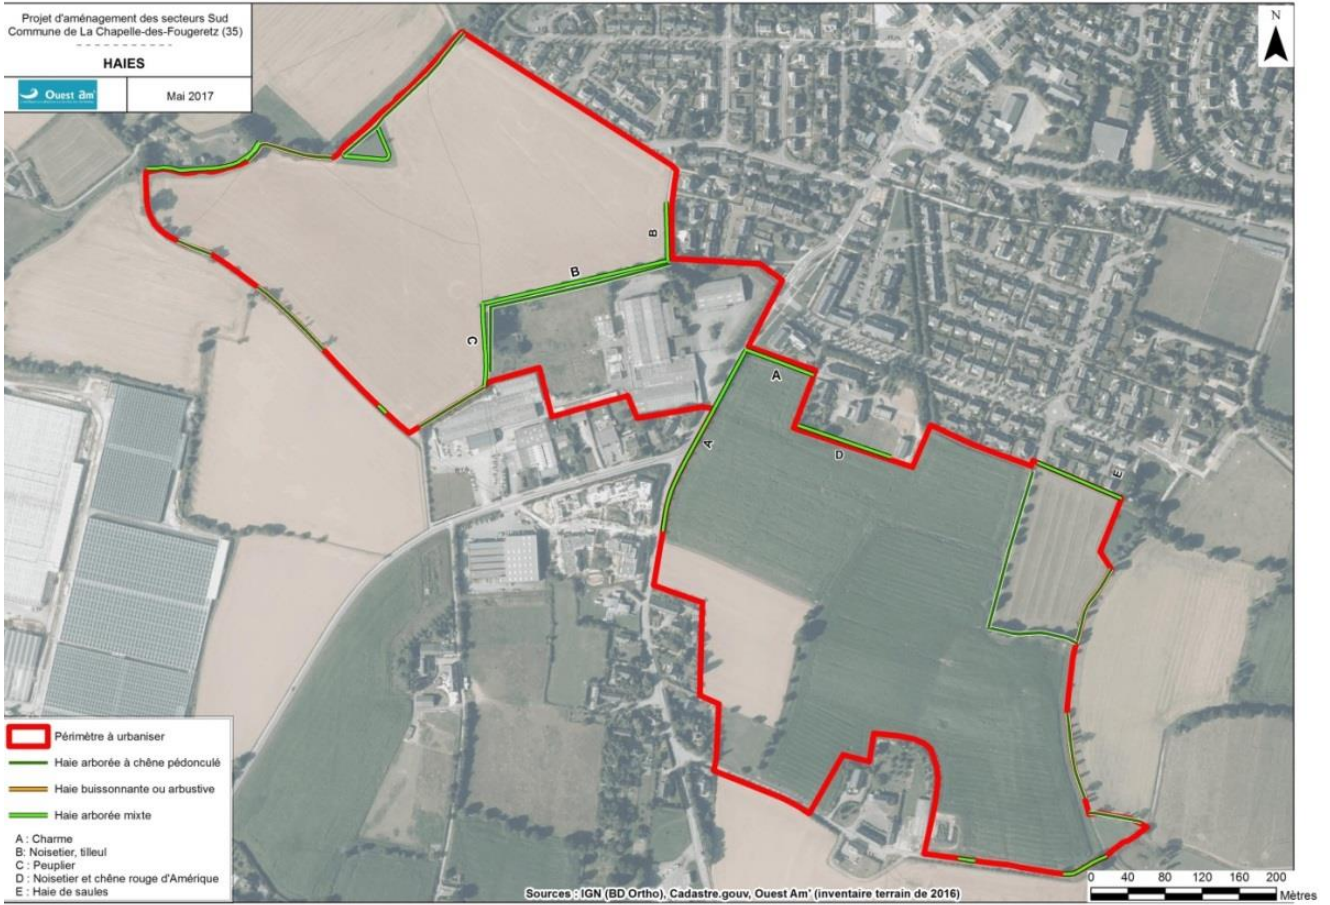 Projet d'aménagement des secteurs Sud
Commune de La Chapelle-des-Fougeretz (35)
HAIES
Ouest am'
Mai 2017
N
B
B
C
A
A
D
E
Périmètre à urbaniser
Haie arborée à chêne pédonculé
Haie buissonnante ou arbustive
Haie arborée mixte
A : Charme
B: Noisetier, tilleul
C : Peuplier
D : Noisetier et chêne rouge d'Amérique
E : Haie de saules
Sources : IGN (BD Ortho), Cadastre.gouv, Ouest Am' (inventaire terrain de 2016)
0 40 80 120 160 200
Mètres